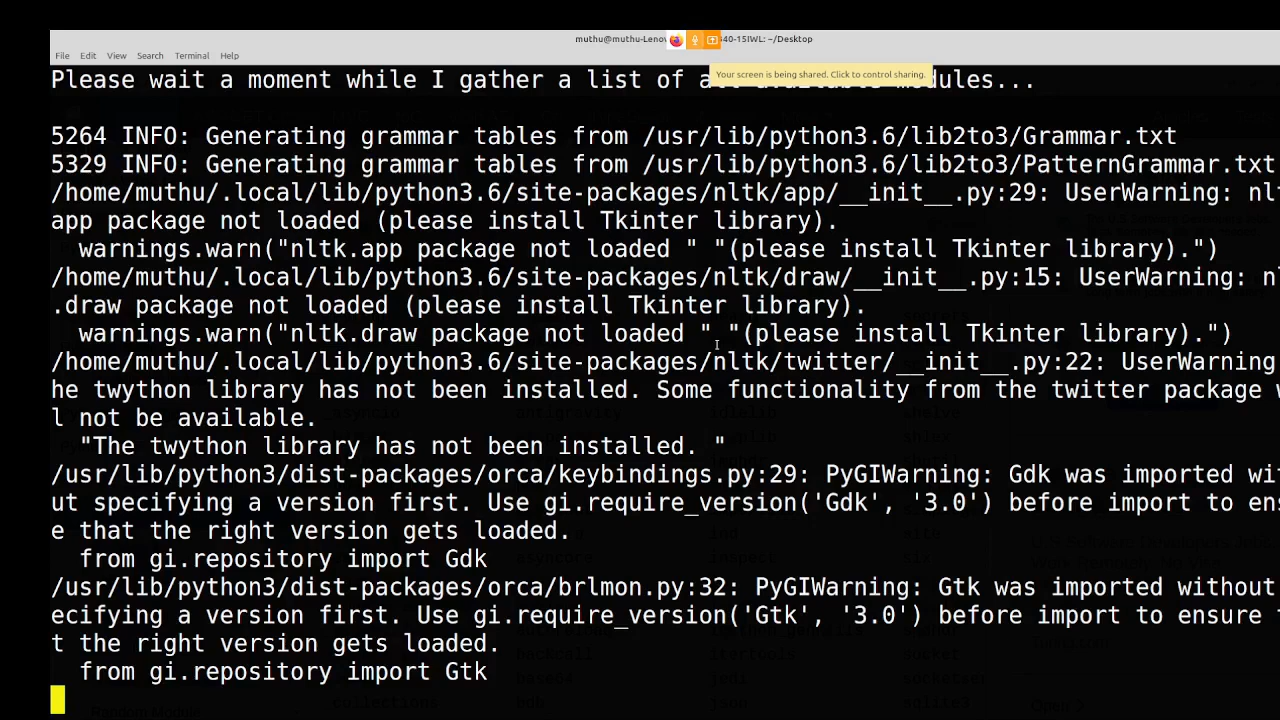 muthu@muthu-Lenov 340-15IWL: ~/Desktop
File Edit View Search Terminal Help
Your screen is being shared. Click to control sharing.
Please wait a moment while I gather a list of all available modules...
5264 INFO: Generating grammar tables from /usr/lib/python3.6/lib2to3/Grammar.txt
5329 INFO: Generating grammar tables from /usr/lib/python3.6/lib2to3/PatternGrammar.txt
/home/muthu/.local/lib/python3.6/site-packages/nltk/app/__init__.py:29: UserWarning: nl
app package not loaded (please install Tkinter library).
warnings.warn("nltk.app package not loaded " "(please install Tkinter library).")
/home/muthu/.local/lib/python3.6/site-packages/nltk/draw/__init__.py:15: UserWarning: nl
.draw package not loaded (please install Tkinter library).
warnings.warn("nltk.draw package not loaded " "(please install Tkinter library).")
/home/muthu/.local/lib/python3.6/site-packages/nltk/twitter/__init__.py:22: UserWarning
he twython library has not been installed. Some functionality from the twitter package w
l not be available.
"The twython library has not been installed. "
/usr/lib/python3/dist-packages/orca/keybindings.py:29: PyGIWarning: Gdk was imported wi
ut specifying a version first. Use gi.require_version('Gdk', '3.0') before import to ens
e that the right version gets loaded.
from gi.repository import Gdk
/usr/lib/python3/dist-packages/orca/brlmon.py:32: PyGIWarning: Gtk was imported without
ecifying a version first. Use gi.require_version('Gtk', '3.0') before import to ensure
t the right version gets loaded.
from gi.repository import Gtk